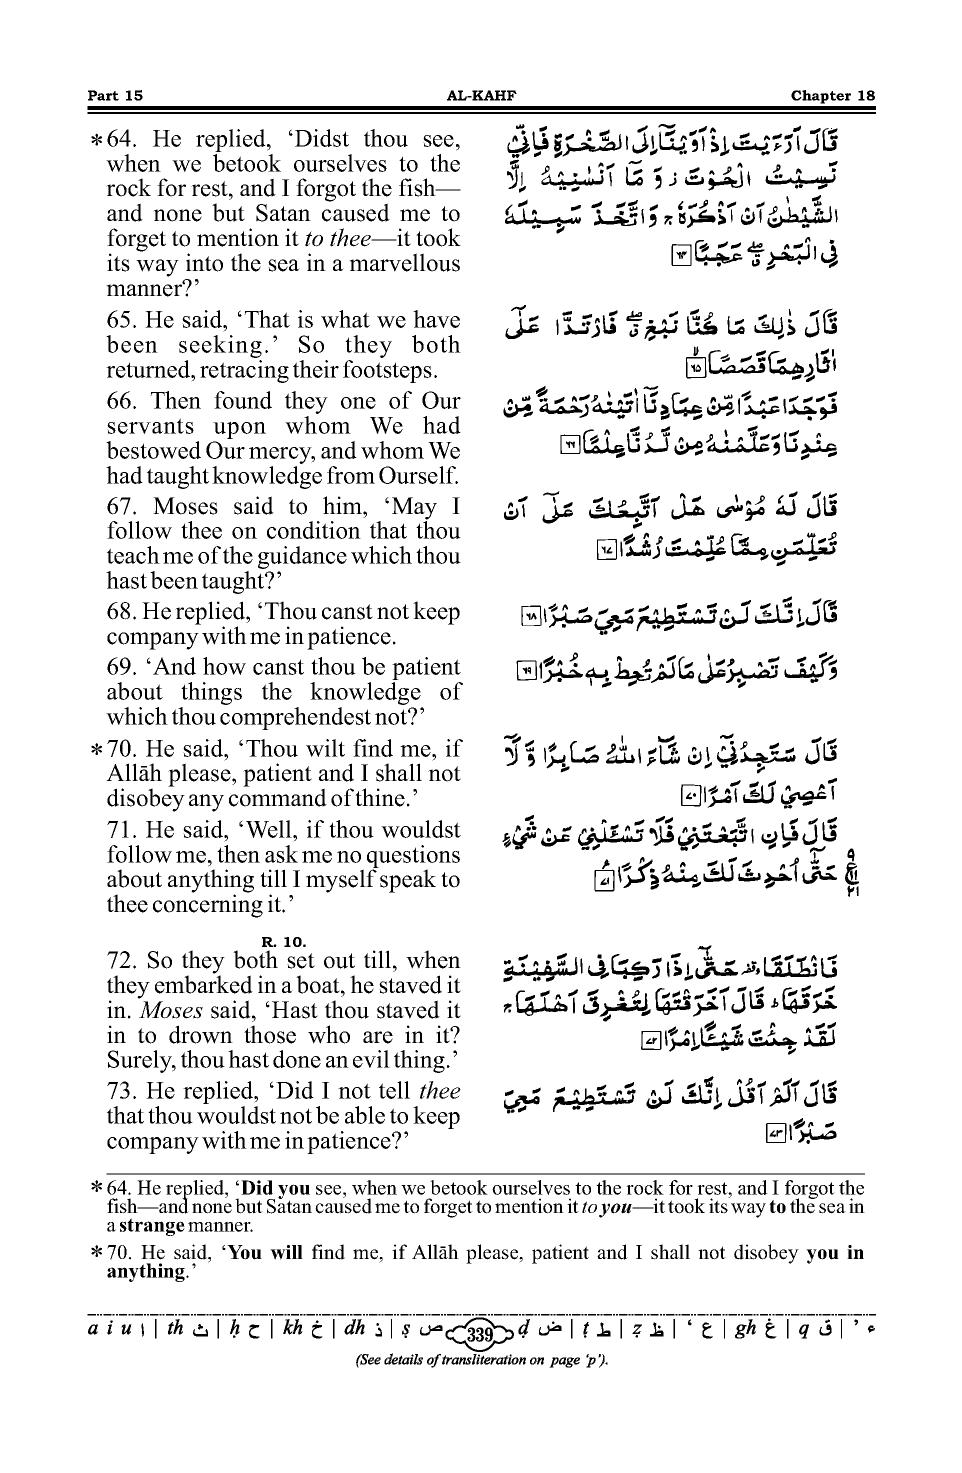 Part 15 AL-KAHF Chapter 18
*64. He replied, ‘Didst thou see,
when we betook ourselves to the
rock for rest, and I forgot the fish—
and none but Satan caused me to
forget to mention it to thee—it took
its way into the sea in a marvellous
manner?’
قَالَ اَرَءَيْتَ اِذْ اَوَيْنَاۤ اِلَى الصَّخْرَةِ فَاِنِّيْ
نَسِيْتُ الْحُوْتَ ز وَ مَاۤ اَنْسٰنِيْهُ اِلَّا
الشَّيْطٰنُ اَنْ اَذْكُرَهٗ ۚ وَاتَّخَذَ سَبِيْلَهٗ
فِى الْبَحْرِ ۖ عَجَبًا ۝۶۴
65. He said, ‘That is what we have
been seeking.’ So they both
returned, retracing their footsteps.
قَالَ ذٰلِكَ مَا كُنَّا نَبْغِ ۖ فَارْتَدَّا عَلٰۤى
اٰثَارِهِمَا قَصَصًا ۝۶۵
66. Then found they one of Our
servants upon whom We had
bestowed Our mercy, and whom We
had taught knowledge from Ourself.
فَوَجَدَا عَبْدًا مِّنْ عِبَادِنَاۤ اٰتَيْنٰهُ رَحْمَةً مِّنْ
عِنْدِنَا وَعَلَّمْنٰهُ مِنْ لَّدُنَّا عِلْمًا ۝۶۶
67. Moses said to him, ‘May I
follow thee on condition that thou
teach me of the guidance which thou
hast been taught?’
قَالَ لَهٗ مُوْسٰى هَلْ اَتَّبِعُكَ عَلٰۤى اَنْ
تُعَلِّمَنِ مِمَّا عُلِّمْتَ رُشْدًا ۝۶۷
68. He replied, ‘Thou canst not keep
company with me in patience.
قَالَ اِنَّكَ لَنْ تَسْتَطِيْعَ مَعِيَ صَبْرًا ۝۶۸
69. ‘And how canst thou be patient
about things the knowledge of
which thou comprehendest not?’
وَكَيْفَ تَصْبِرُ عَلٰى مَا لَمْ تُحِطْ بِهٖ خُبْرًا ۝۶۹
*70. He said, ‘Thou wilt find me, if
Allāh please, patient and I shall not
disobey any command of thine.’
قَالَ سَتَجِدُنِيْۤ اِنْ شَآءَ اللّٰهُ صَابِرًا وَّ لَاۤ
اَعْصِيْ لَكَ اَمْرًا ۝۷۰
71. He said, ‘Well, if thou wouldst
follow me, then ask me no questions
about anything till I myself speak to
thee concerning it.’
قَالَ فَاِنِ اتَّبَعْتَنِيْ فَلَا تَسْـَٔلْنِيْ عَنْ شَيْءٍ
حَتّٰۤى اُحْدِثَ لَكَ مِنْهُ ذِكْرًا ۝۷۱
۹
ع
۱۱
۲۱
R. 10.
72. So they both set out till, when
they embarked in a boat, he staved it
in. Moses said, ‘Hast thou staved it
in to drown those who are in it?
Surely, thou hast done an evil thing.’
فَانْطَلَقَا ۥ حَتّٰۤى اِذَا رَكِبَا فِى السَّفِيْنَةِ
خَرَقَهَا ؕ قَالَ اَخَرَقْتَهَا لِتُغْرِقَ اَهْلَهَا ۚ
لَقَدْ جِئْتَ شَيْـًٔا اِمْرًا ۝۷۲
73. He replied, ‘Did I not tell thee
that thou wouldst not be able to keep
company with me in patience?’
قَالَ اَلَمْ اَقُلْ اِنَّكَ لَنْ تَسْتَطِيْعَ مَعِيَ
صَبْرًا ۝۷۳
*64. He replied, ‘Did you see, when we betook ourselves to the rock for rest, and I forgot the
fish—and none but Satan caused me to forget to mention it to you—it took its way to the sea in
a strange manner.
*70. He said, ‘You will find me, if Allāh please, patient and I shall not disobey you in
anything.’
a i u ا | th ث | ḥ ح | kh خ | dh ذ | ṣ ص 339 ḍ ض | ṭ ط | ẓ ظ | ‘ ع | gh غ | q ق | ’ ء
(See details of transliteration on page ‘p’).